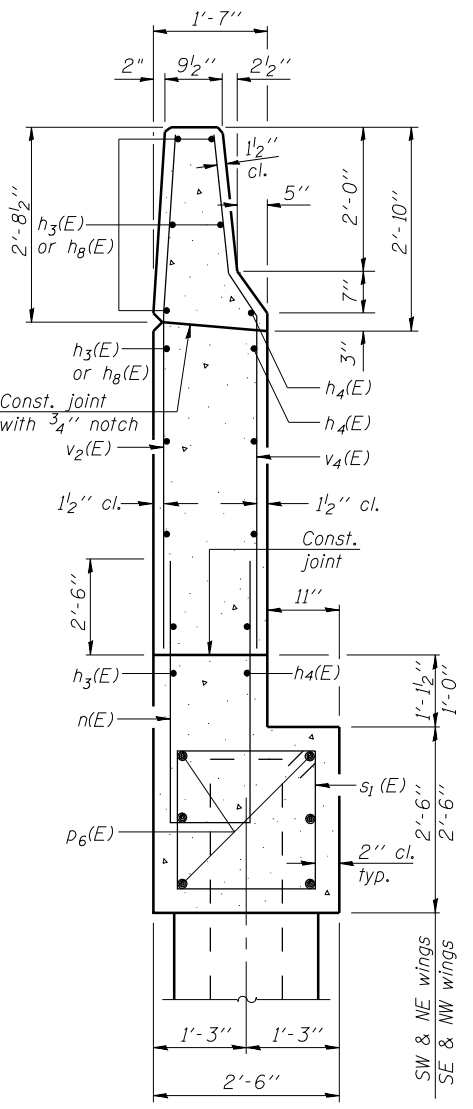 1'-7"
2" 9½" 2½"
1½" cl.
5"
2'-8½"
h3(E) or h8(E)
2'-0"
2'-10"
7"
3"
h3(E) or h8(E)
h4(E)
Const. joint with ¾" notch
h4(E)
v2(E)
v4(E)
1½" cl.
1½" cl.
Const. joint
2'-6"
11"
h3(E)
h4(E)
1'-1½"
1'-0"
n(E)
s1(E)
p6(E)
2'-6"
2'-6"
2" cl. typ.
SW & NE wings
SE & NW wings
1'-3" 1'-3"
2'-6"